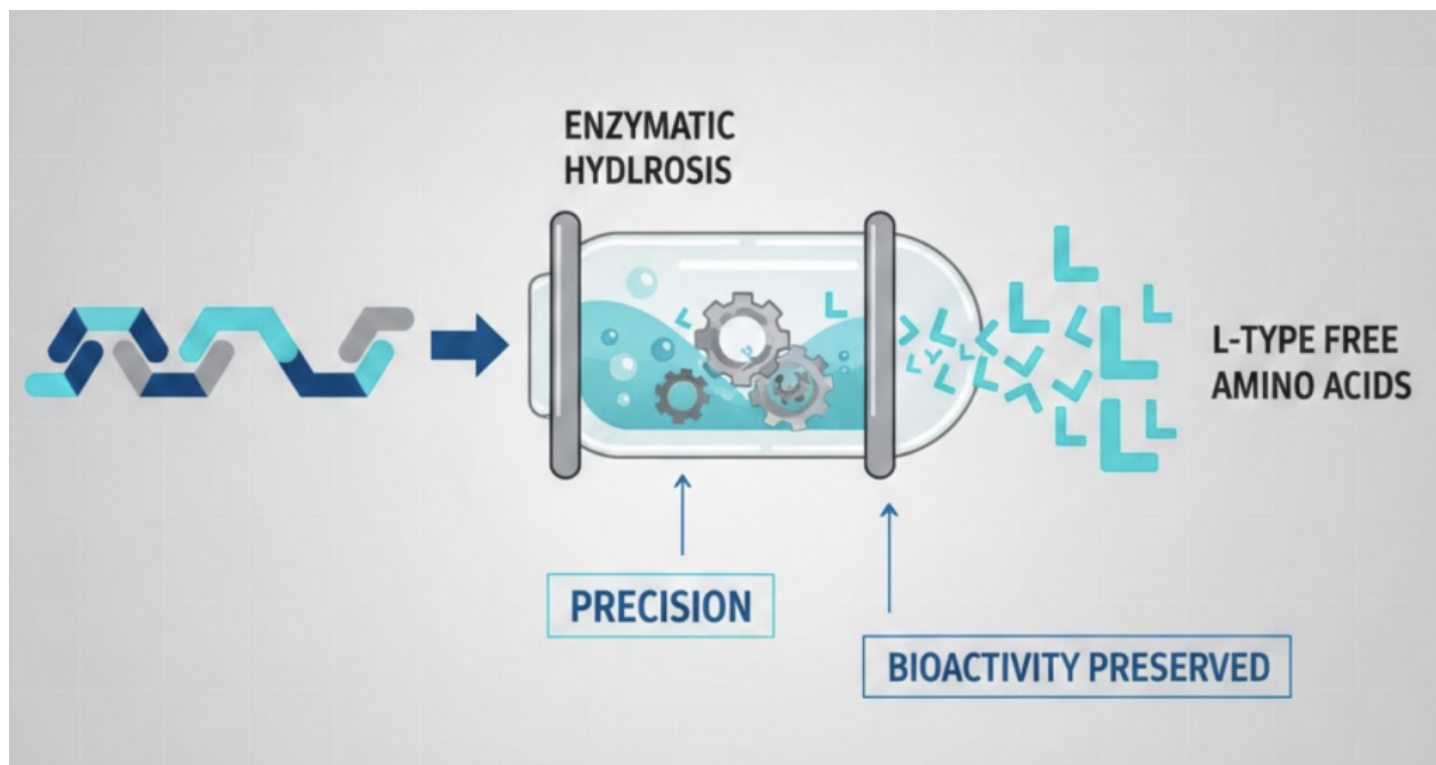 ENZYMATIC
HYDLROSIS
L-TYPE FREE
AMINO ACIDS
PRECISION
BIOACTIVITY PRESERVED